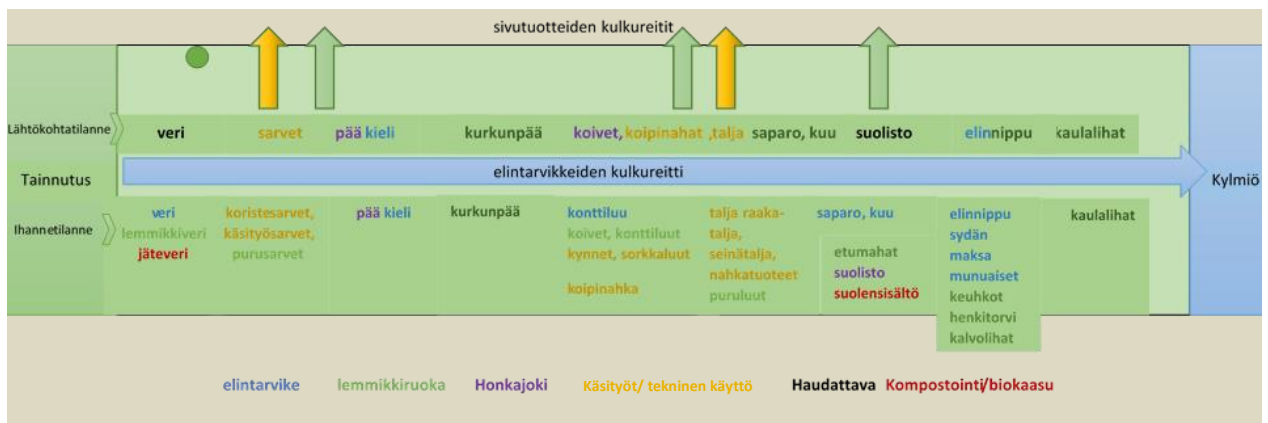 sivutuotteiden kulkureitit
Lähtökohtatilanne
veri
sarvet
pää kieli
kurkunpää
koivet, koipinahat ,talja saparo, kuu
suolisto
elinnippu
kaulalihat
Tainnutus
elintarvikkeiden kulkureitti
Kylmiö
Ihannetilanne
veri
lemmikkiveri
jäteveri
koristesarvet,
käsityösarvet,
purusarvet
pää kieli
kurkunpää
konttiluu
koivet, konttiluut
kynnet, sorkkaluut
koipinahka
talja raaka-
talja,
seinätalja,
nahkatuoteet
puruluut
saparo, kuu
etumahat
suolisto
suolensisältö
elinnippu
sydän
maksa
munuaiset
keuhkot
henkitorvi
kalvolihat
kaulalihat
elintarvike
lemmikkiruoka
Honkajoki
Käsityöt/ tekninen käyttö
Haudattava
Kompostointi/biokaasu